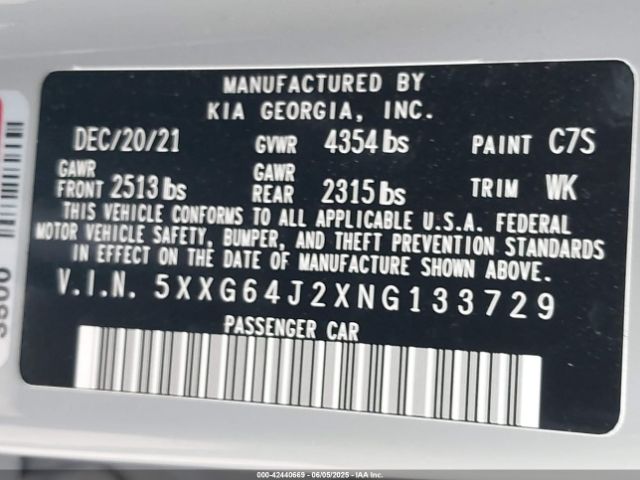 MANUFACTURED BY
KIA GEORGIA, INC.
DEC/20/21 GVWR 4354 lbs PAINT C7S
GAWR FRONT 2513 lbs GAWR REAR 2315 lbs TRIM WK
THIS VEHICLE CONFORMS TO ALL APPLICABLE U.S.A. FEDERAL
MOTOR VEHICLE SAFETY, BUMPER, AND THEFT PREVENTION STANDARDS
IN EFFECT ON THE DATE OF MANUFACTURE SHOWN ABOVE.
V.I.N. 5XXG64J2XNG133729
PASSENGER CAR
000-42440669 - 06/05/2025 - IAA Inc.